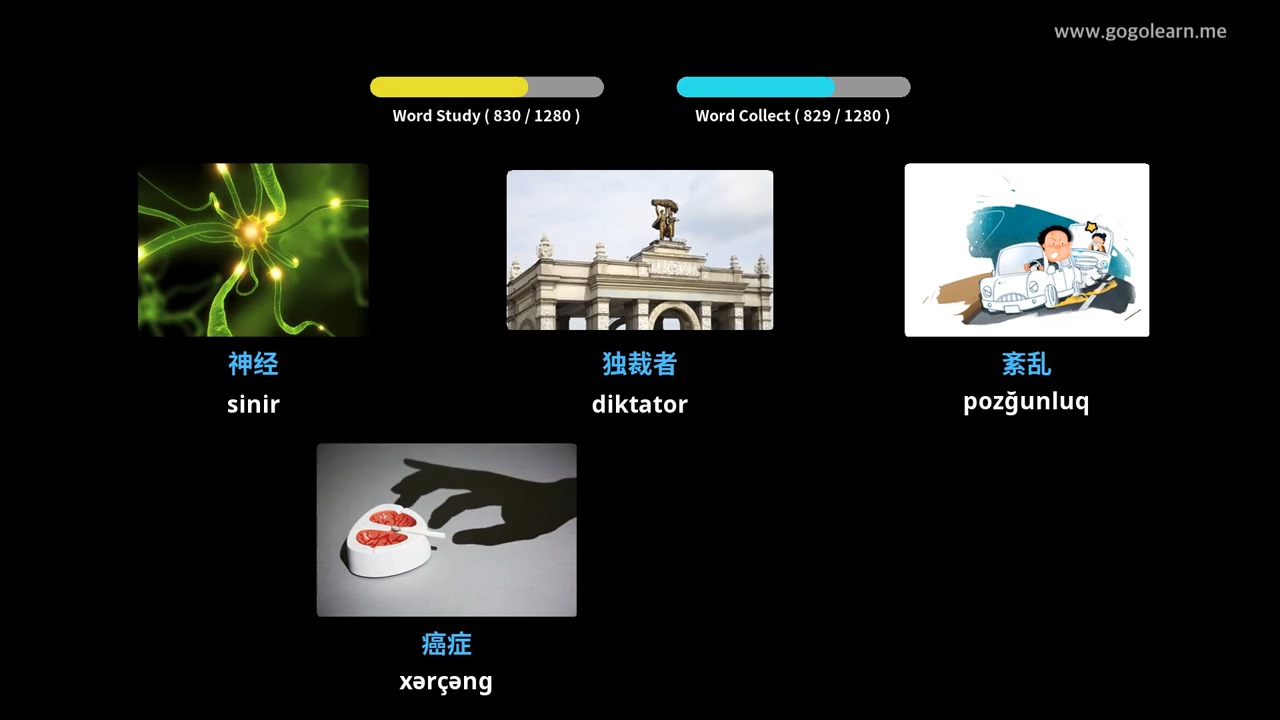 www.gogolearn.me
Word Study ( 830 / 1280 )
Word Collect ( 829 / 1280 )
神经
sinir
独裁者
diktator
紊乱
pozğunluq
癌症
xərçəng